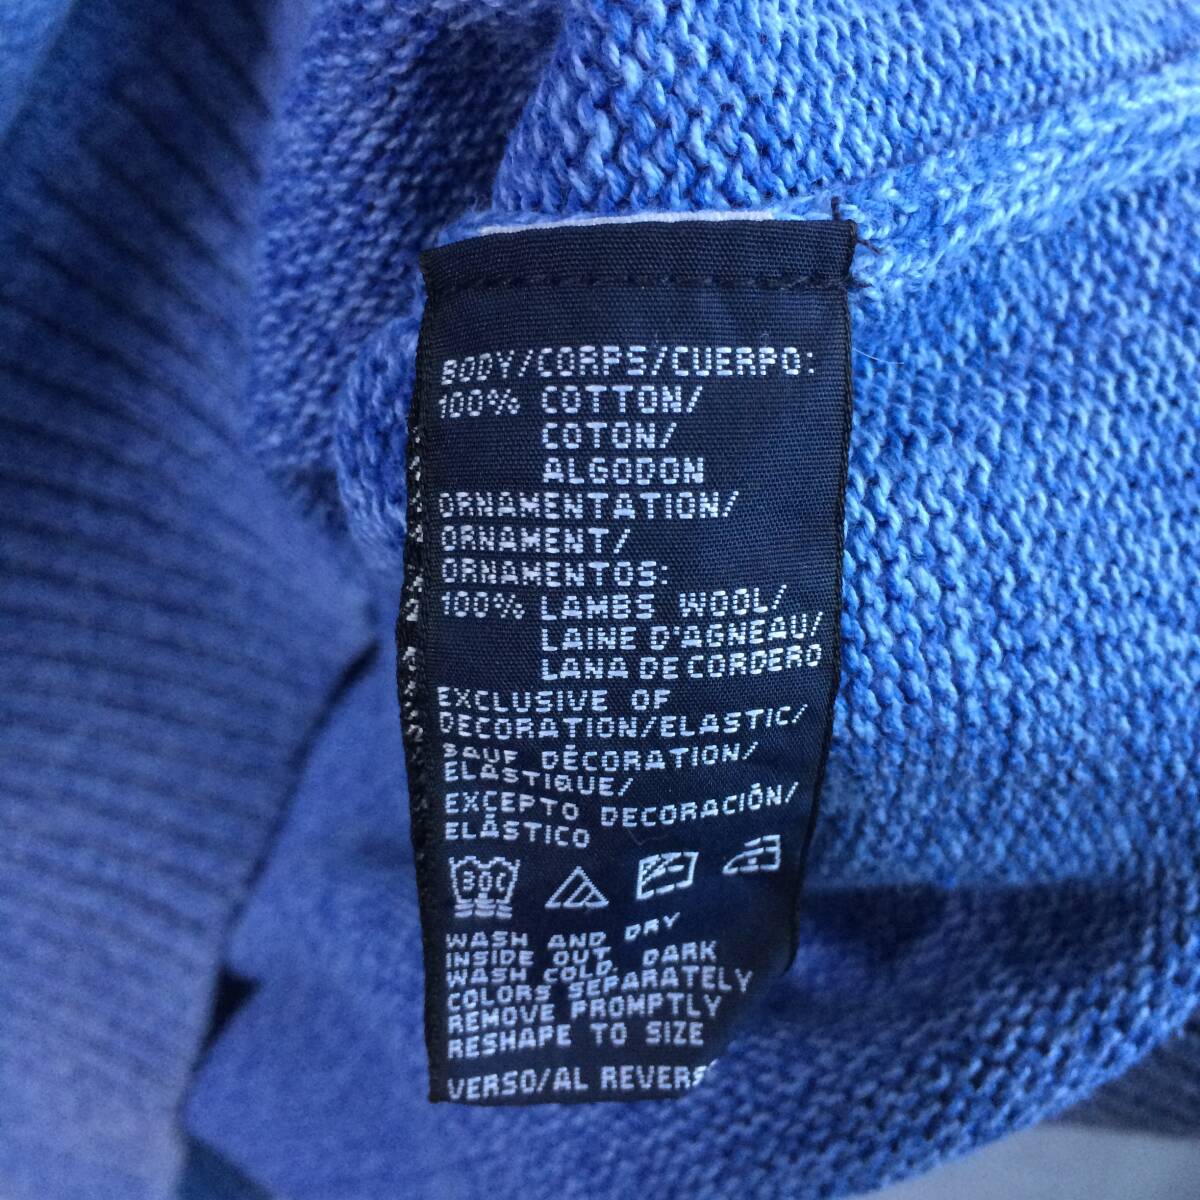 BODY/CORPS/CUERPO:
100% COTTON/
COTON/
ALGODON
ORNAMENTATION/
ORNAMENT/
ORNAMENTOS:
100% LAMBS WOOL/
LAINE D'AGNEAU/
LANA DE CORDERO
EXCLUSIVE OF
DECORATION/ELASTIC/
SAUF DÉCORATION/
ELASTIQUE/
EXCEPTO DECORACIÓN/
ELÁSTICO
30C
WASH AND DRY
INSIDE OUT, DARK
WASH COLD.
COLORS SEPARATELY
REMOVE PROMPTLY
RESHAPE TO SIZE
VERSO/AL REVERS